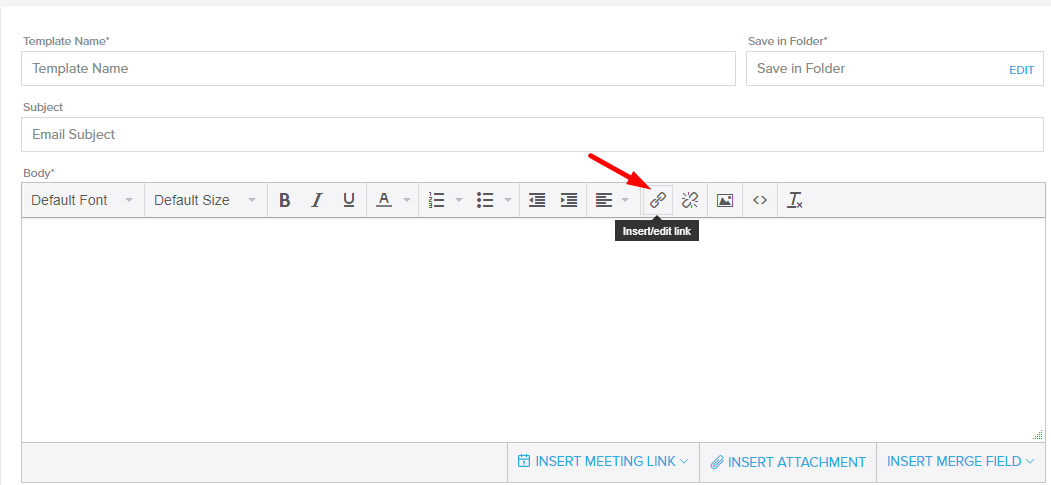 Template Name* Save in Folder*
Template Name Save in Folder EDIT
Subject
Email Subject
Body*
Default Font Default Size B I U A
Insert/edit link
INSERT MEETING LINK INSERT ATTACHMENT INSERT MERGE FIELD